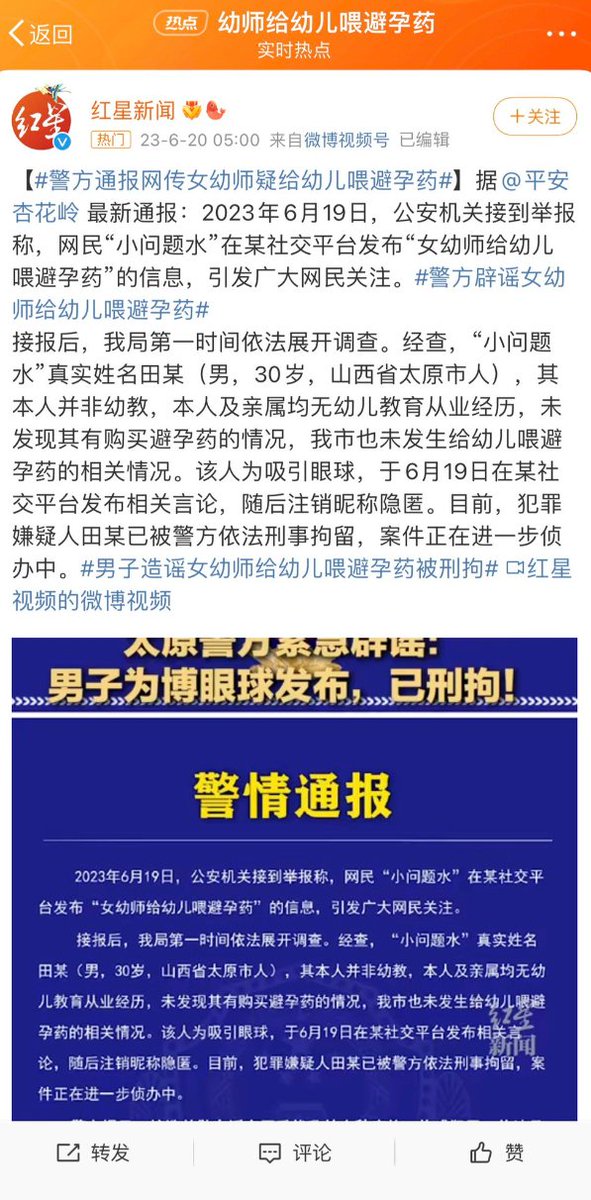 返回
热点 幼师给幼儿喂避孕药
实时热点
红星
红星新闻
热门 23-6-20 05:00 来自微博视频号 已编辑
＋关注
【#警方通报网传女幼师疑给幼儿喂避孕药#】据@平安
杏花岭 最新通报：2023年6月19日，公安机关接到举报
称，网民“小问题水”在某社交平台发布“女幼师给幼儿
喂避孕药”的信息，引发广大网民关注。#警方辟谣女幼
师给幼儿喂避孕药#
接报后，我局第一时间依法展开调查。经查，“小问题
水”真实姓名田某（男，30岁，山西省太原市人），其
本人并非幼教，本人及亲属均无幼儿教育从业经历，未
发现其有购买避孕药的情况，我市也未发生给幼儿喂避
孕药的相关情况。该人为吸引眼球，于6月19日在某社
交平台发布相关言论，随后注销昵称隐匿。目前，犯罪
嫌疑人田某已被警方依法刑事拘留，案件正在进一步侦
办中。#男子造谣女幼师给幼儿喂避孕药被刑拘# 红星
视频的微博视频
太原警方紧急辟谣：
男子为博眼球发布，已刑拘！
警情通报
2023年6月19日，公安机关接到举报称，网民“小问题水”在某社交平
台发布“女幼师给幼儿喂避孕药”的信息，引发广大网民关注。
接报后，我局第一时间依法展开调查。经查，“小问题水”真实姓名
田某（男，30岁，山西省太原市人），其本人并非幼教，本人及亲属均无幼
儿教育从业经历，未发现其有购买避孕药的情况，我市也未发生给幼儿喂避
孕药的相关情况。该人为吸引眼球，于6月19日在某社交平台发布相关言
论，随后注销昵称隐匿。目前，犯罪嫌疑人田某已被警方依法刑事拘留，案
件正在进一步侦办中。
红星
新闻
转发
评论
赞